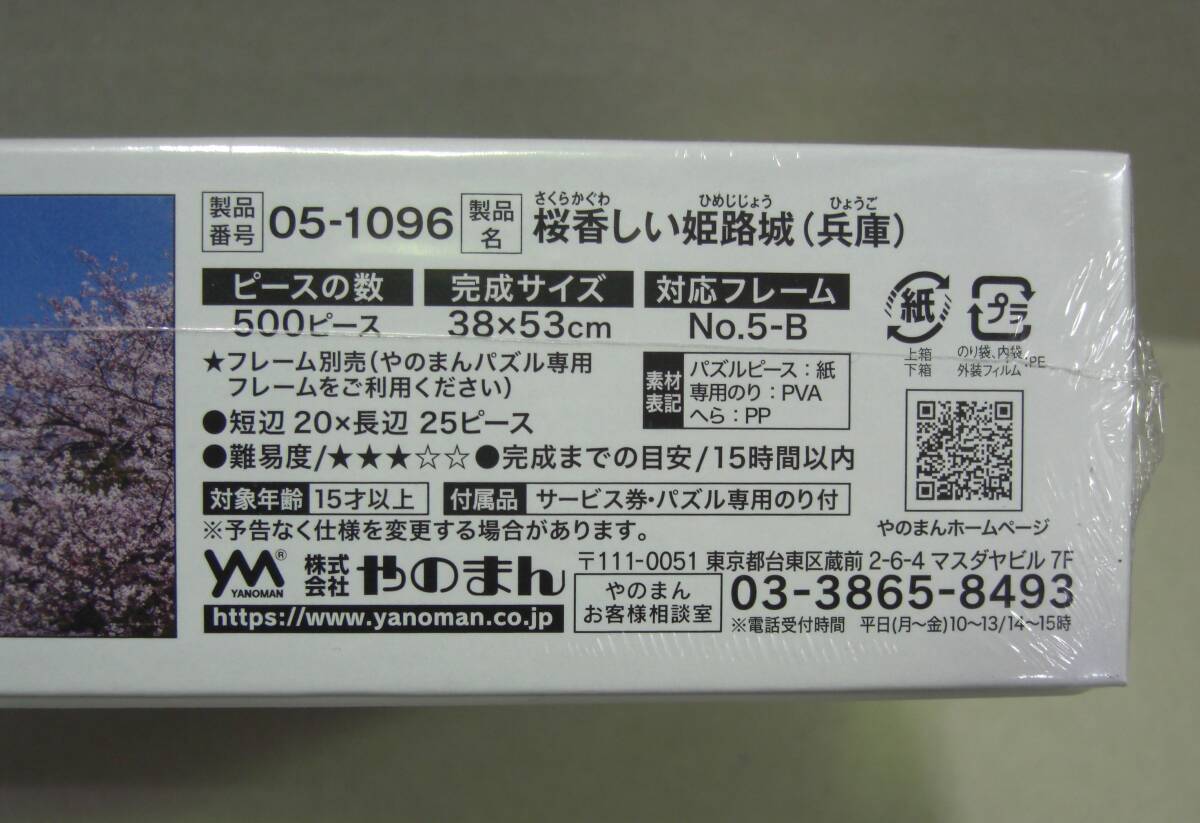 製品番号 05-1096 製品名 桜香しい姫路城(兵庫)
さくらかぐわ ひめじじょう ひょうご
ピースの数 完成サイズ 対応フレーム
500ピース 38×53cm No.5-B
★フレーム別売(やのまんパズル専用
フレームをご利用ください)
●短辺 20×長辺 25ピース
素材表記
パズルピース:紙
専用のり:PVA
へら:PP
●難易度/★★★☆☆●完成までの目安/15時間以内
対象年齢 15才以上 付属品 サービス券・パズル専用のり付
※予告なく仕様を変更する場合があります。
紙 プラ
上箱
下箱
のり袋、内袋
外装フィルム:PE
やのまんホームページ
YM® YANOMAN 株式会社 やのまん
https://www.yanoman.co.jp
〒111-0051 東京都台東区蔵前 2-6-4 マスダヤビル 7F
やのまん
お客様相談室
03-3865-8493
※電話受付時間 平日(月〜金)10〜13/14〜15時